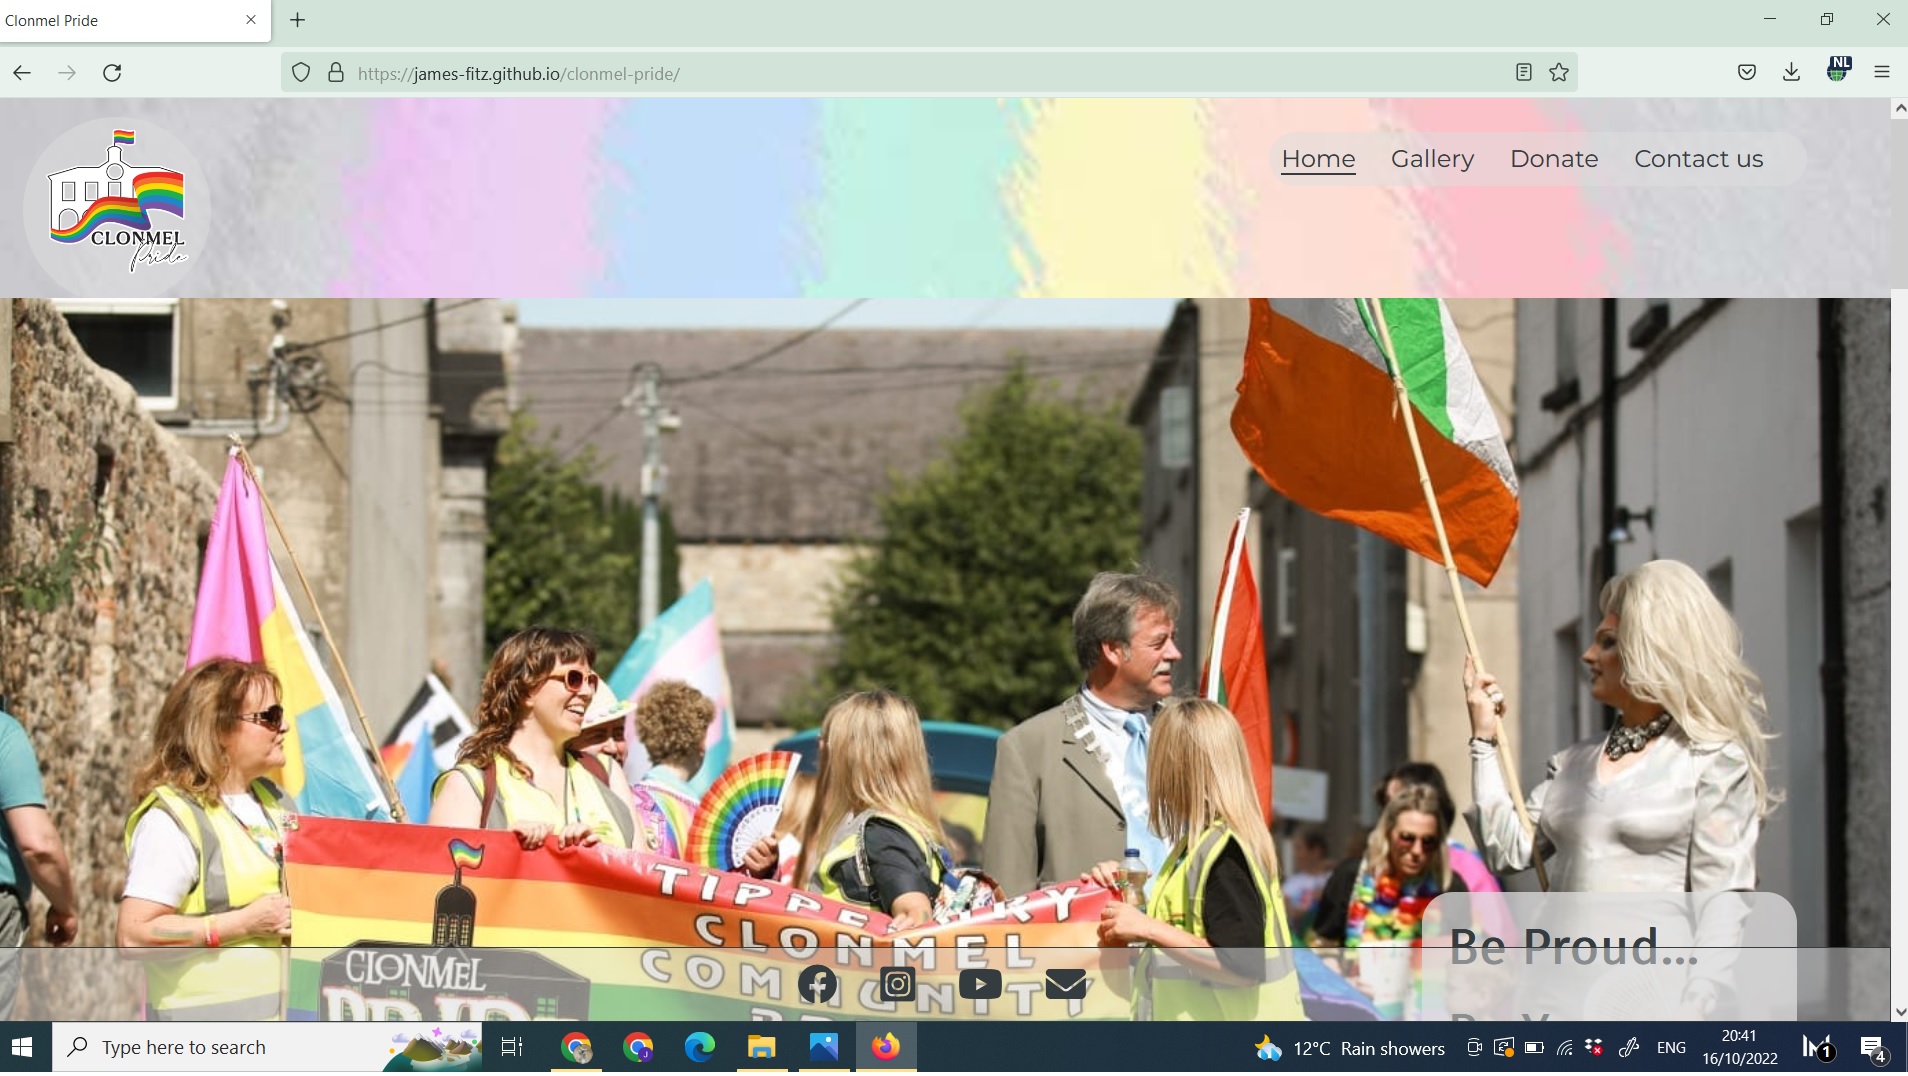 Clonmel Pride
https://james-fitz.github.io/clonmel-pride/
NL
CLONMEL
Pride
Home Gallery Donate Contact us
TIPPE RY
CLONMEL
COMMUNITY
CLONMEL
PRIDE
Be Proud...
Type here to search
12°C Rain showers
ENG
20:41
16/10/2022
1
4